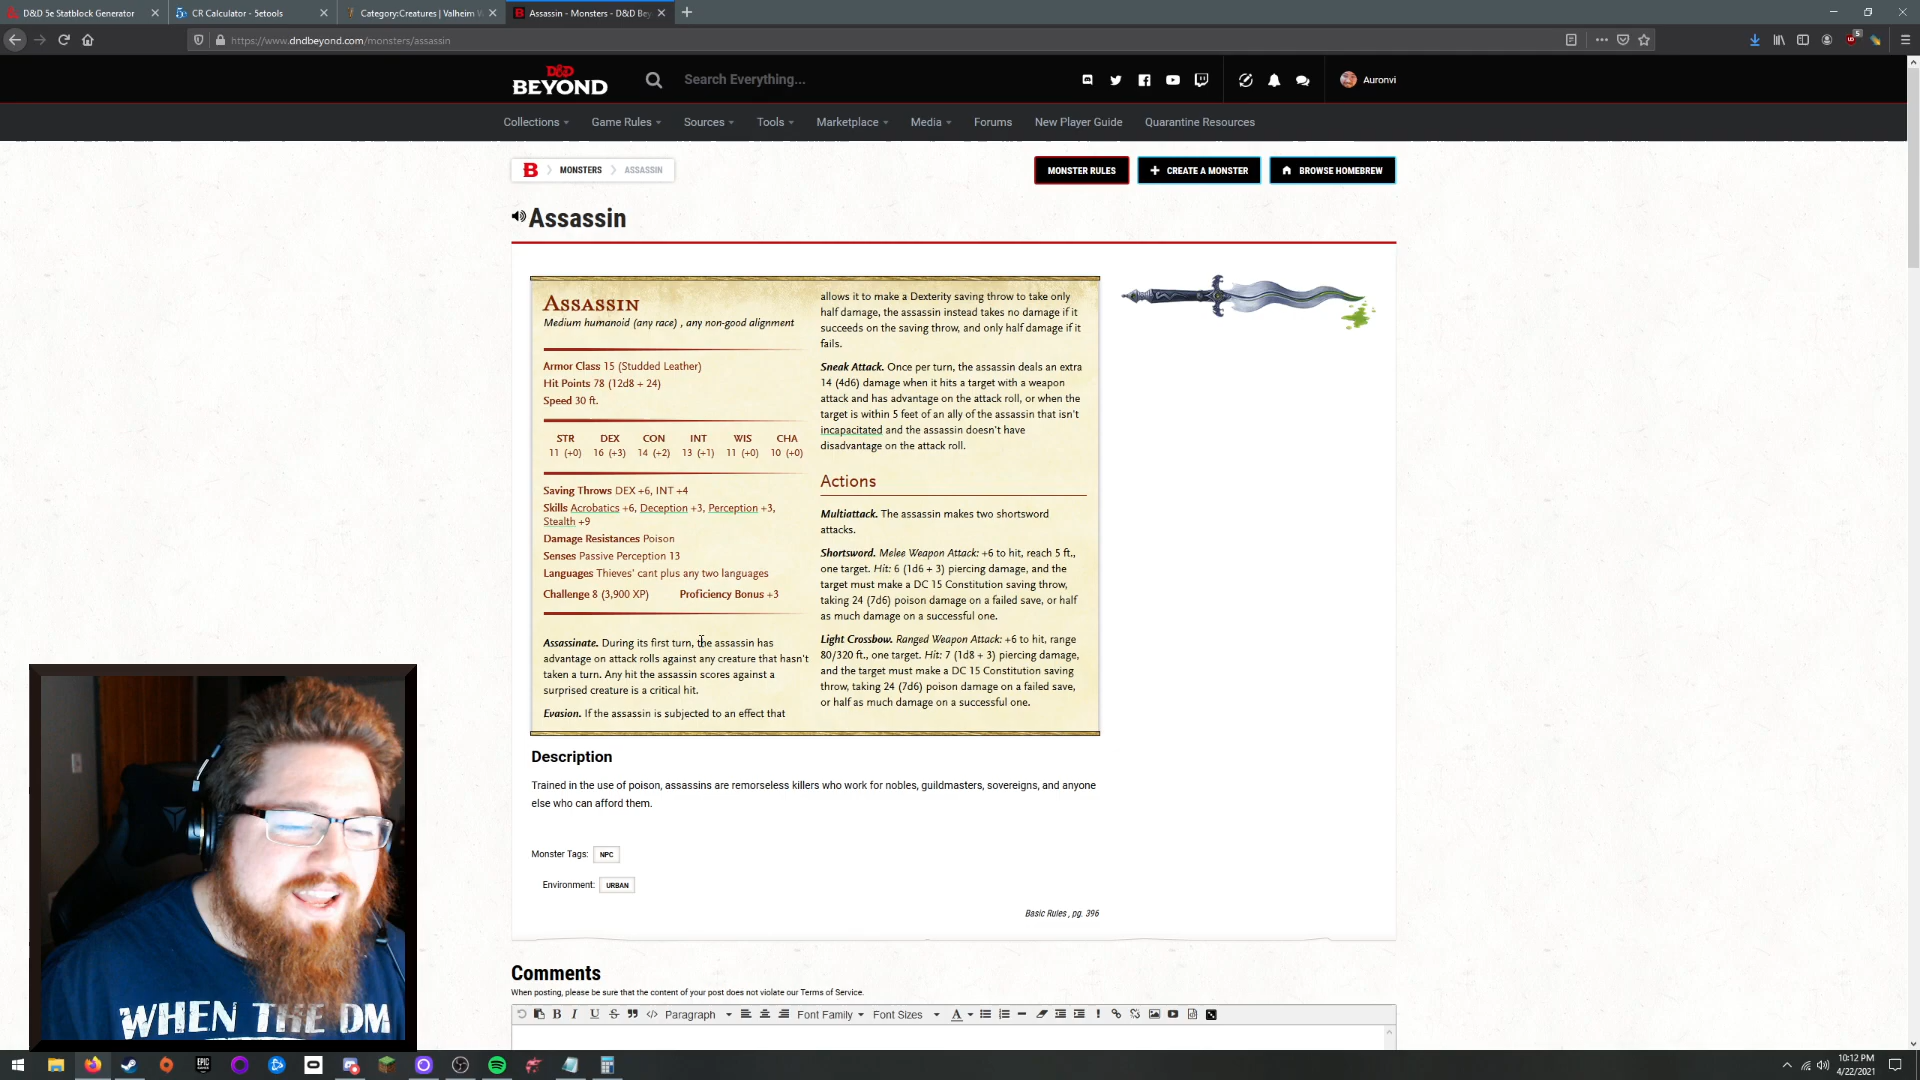 D&D 5e Statblock Generator
CR Calculator - 5etools
Category:Creatures | Valheim W
Assassin - Monsters - D&D Bey
https://www.dndbeyond.com/monsters/assassin
5
D&D
BEYOND
Search Everything...
Auronvi
Collections
Game Rules
Sources
Tools
Marketplace
Media
Forums
New Player Guide
Quarantine Resources
B
MONSTERS
ASSASSIN
MONSTER RULES
CREATE A MONSTER
BROWSE HOMEBREW
Assassin
Assassin
Medium humanoid (any race) , any non-good alignment
Armor Class 15 (Studded Leather)
Hit Points 78 (12d8 + 24)
Speed 30 ft.
STR DEX CON INT WIS CHA
11 (+0) 16 (+3) 14 (+2) 13 (+1) 11 (+0) 10 (+0)
Saving Throws DEX +6, INT +4
Skills Acrobatics +6, Deception +3, Perception +3,
Stealth +9
Damage Resistances Poison
Senses Passive Perception 13
Languages Thieves' cant plus any two languages
Challenge 8 (3,900 XP) Proficiency Bonus +3
Assassinate. During its first turn, the assassin has
advantage on attack rolls against any creature that hasn't
taken a turn. Any hit the assassin scores against a
surprised creature is a critical hit.
Evasion. If the assassin is subjected to an effect that
allows it to make a Dexterity saving throw to take only
half damage, the assassin instead takes no damage if it
succeeds on the saving throw, and only half damage if it
fails.
Sneak Attack. Once per turn, the assassin deals an extra
14 (4d6) damage when it hits a target with a weapon
attack and has advantage on the attack roll, or when the
target is within 5 feet of an ally of the assassin that isn't
incapacitated and the assassin doesn't have
disadvantage on the attack roll.
Actions
Multiattack. The assassin makes two shortsword
attacks.
Shortsword. Melee Weapon Attack: +6 to hit, reach 5 ft.,
one target. Hit: 6 (1d6 + 3) piercing damage, and the
target must make a DC 15 Constitution saving throw,
taking 24 (7d6) poison damage on a failed save, or half
as much damage on a successful one.
Light Crossbow. Ranged Weapon Attack: +6 to hit, range
80/320 ft., one target. Hit: 7 (1d8 + 3) piercing damage,
and the target must make a DC 15 Constitution saving
throw, taking 24 (7d6) poison damage on a failed save,
or half as much damage on a successful one.
Description
Trained in the use of poison, assassins are remorseless killers who work for nobles, guildmasters, sovereigns, and anyone
else who can afford them.
Monster Tags: NPC
Environment: URBAN
Basic Rules , pg. 396
Comments
When posting, please be sure that the content of your post does not violate our Terms of Service.
B I U S Paragraph Font Family Font Sizes A
WHEN THE DM
EPIC
10:12 PM
4/22/2021